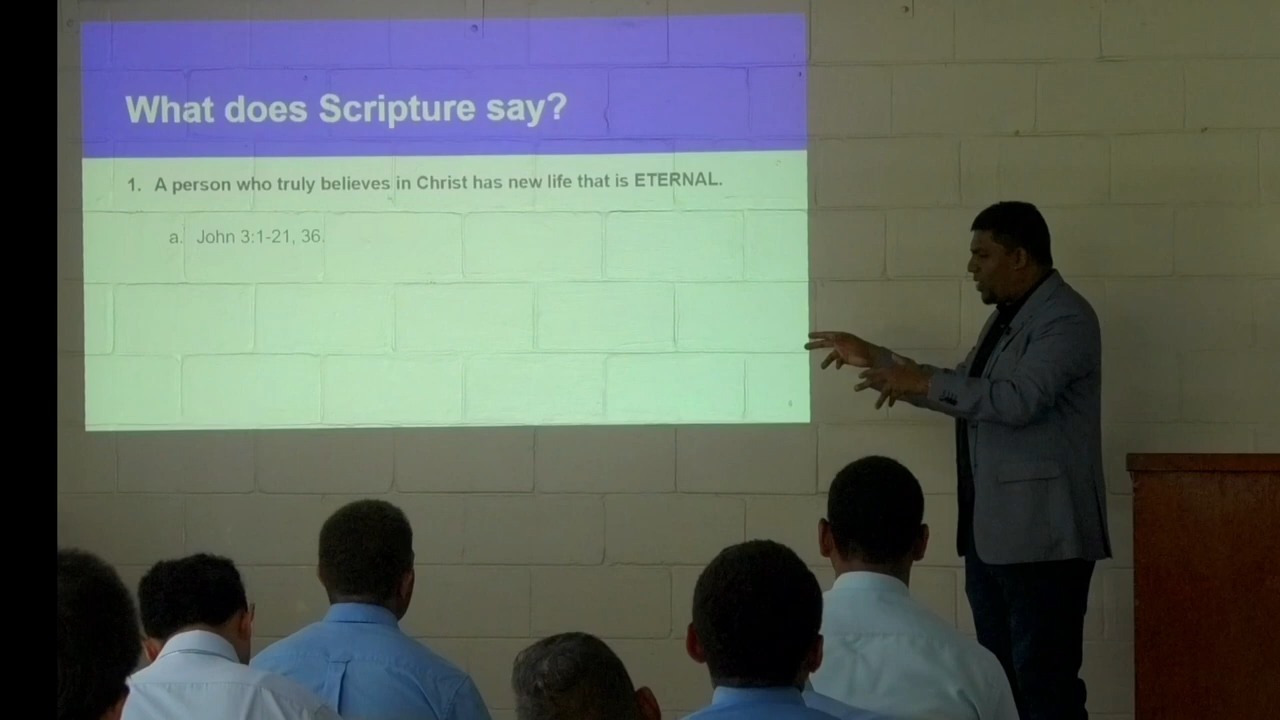 What does Scripture say?
1. A person who truly believes in Christ has new life that is ETERNAL.
a. John 3:1-21, 36.